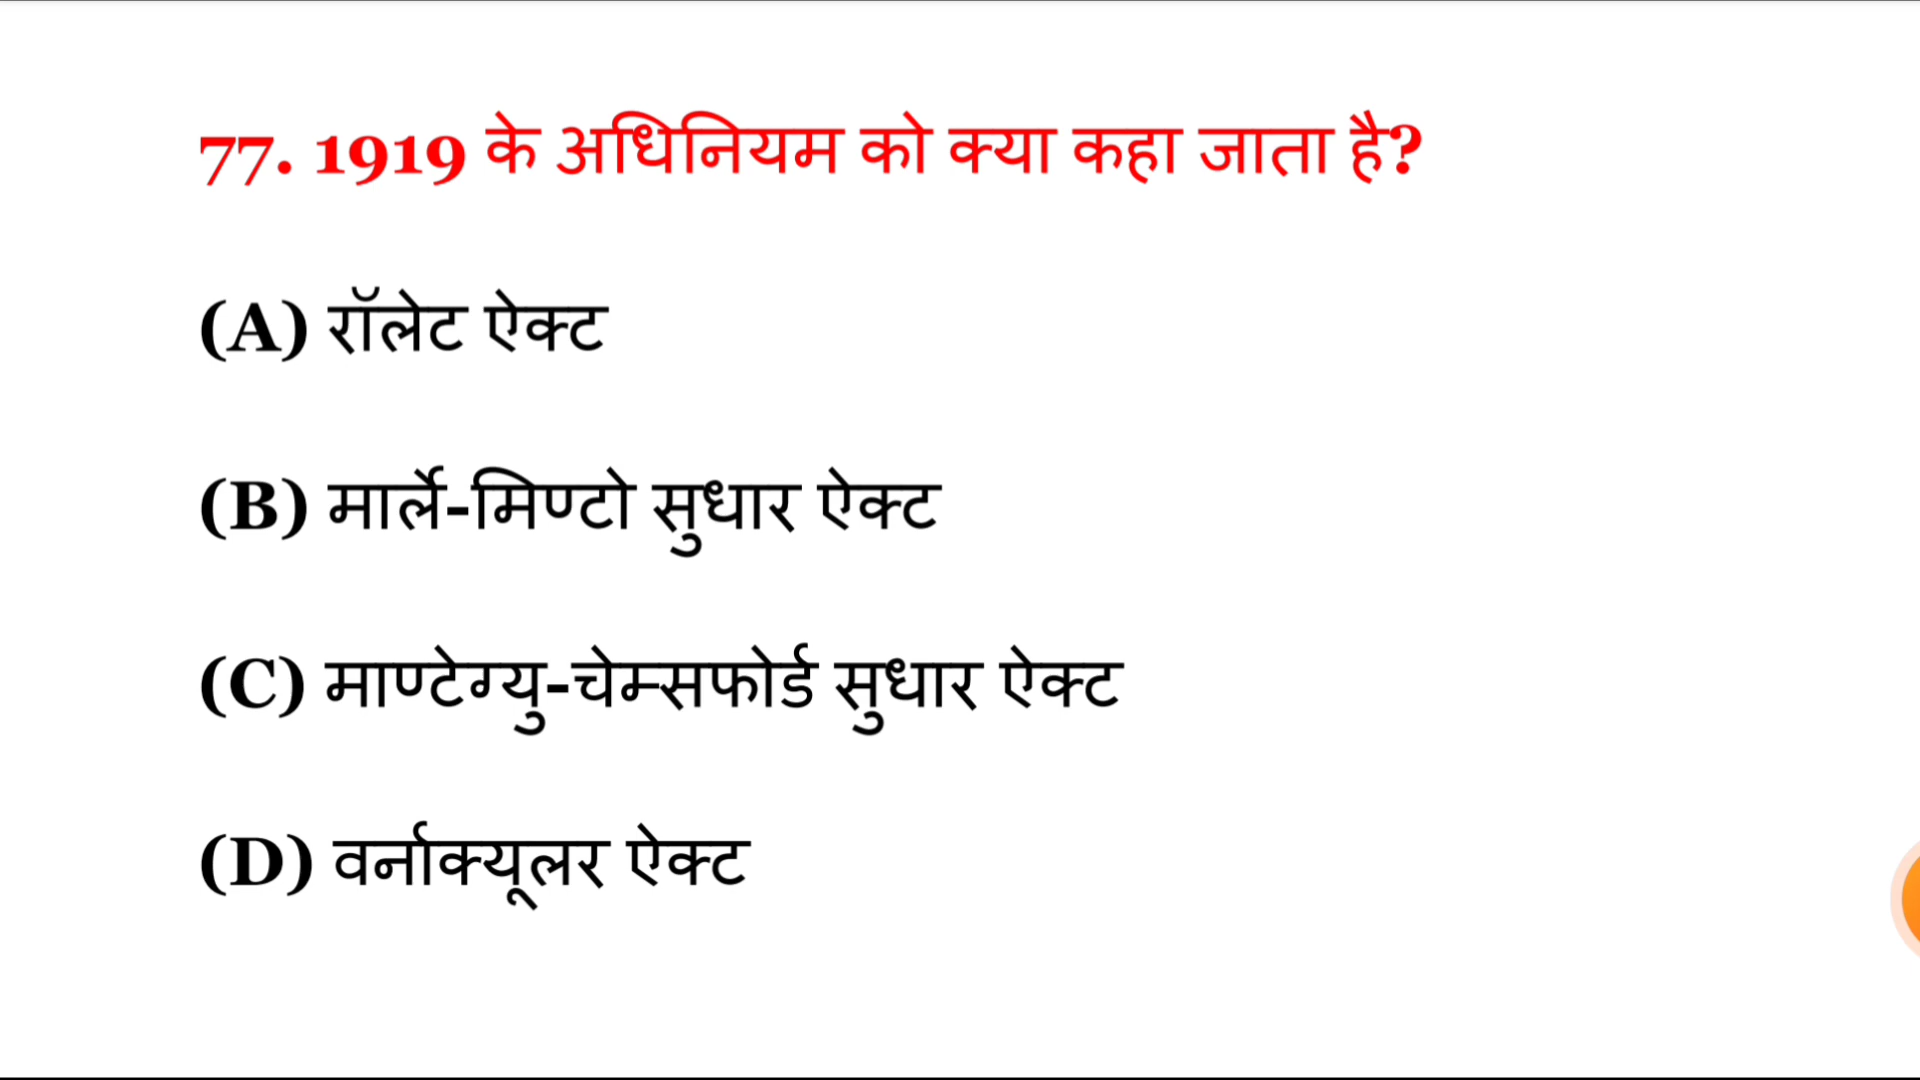 77. 1919 के अधिनियम को क्या कहा जाता है?
(A) रॉलेट ऐक्ट
(B) मार्ले-मिण्टो सुधार ऐक्ट
(C) माण्टेग्यु-चेम्सफोर्ड सुधार ऐक्ट
(D) वर्नाक्यूलर ऐक्ट